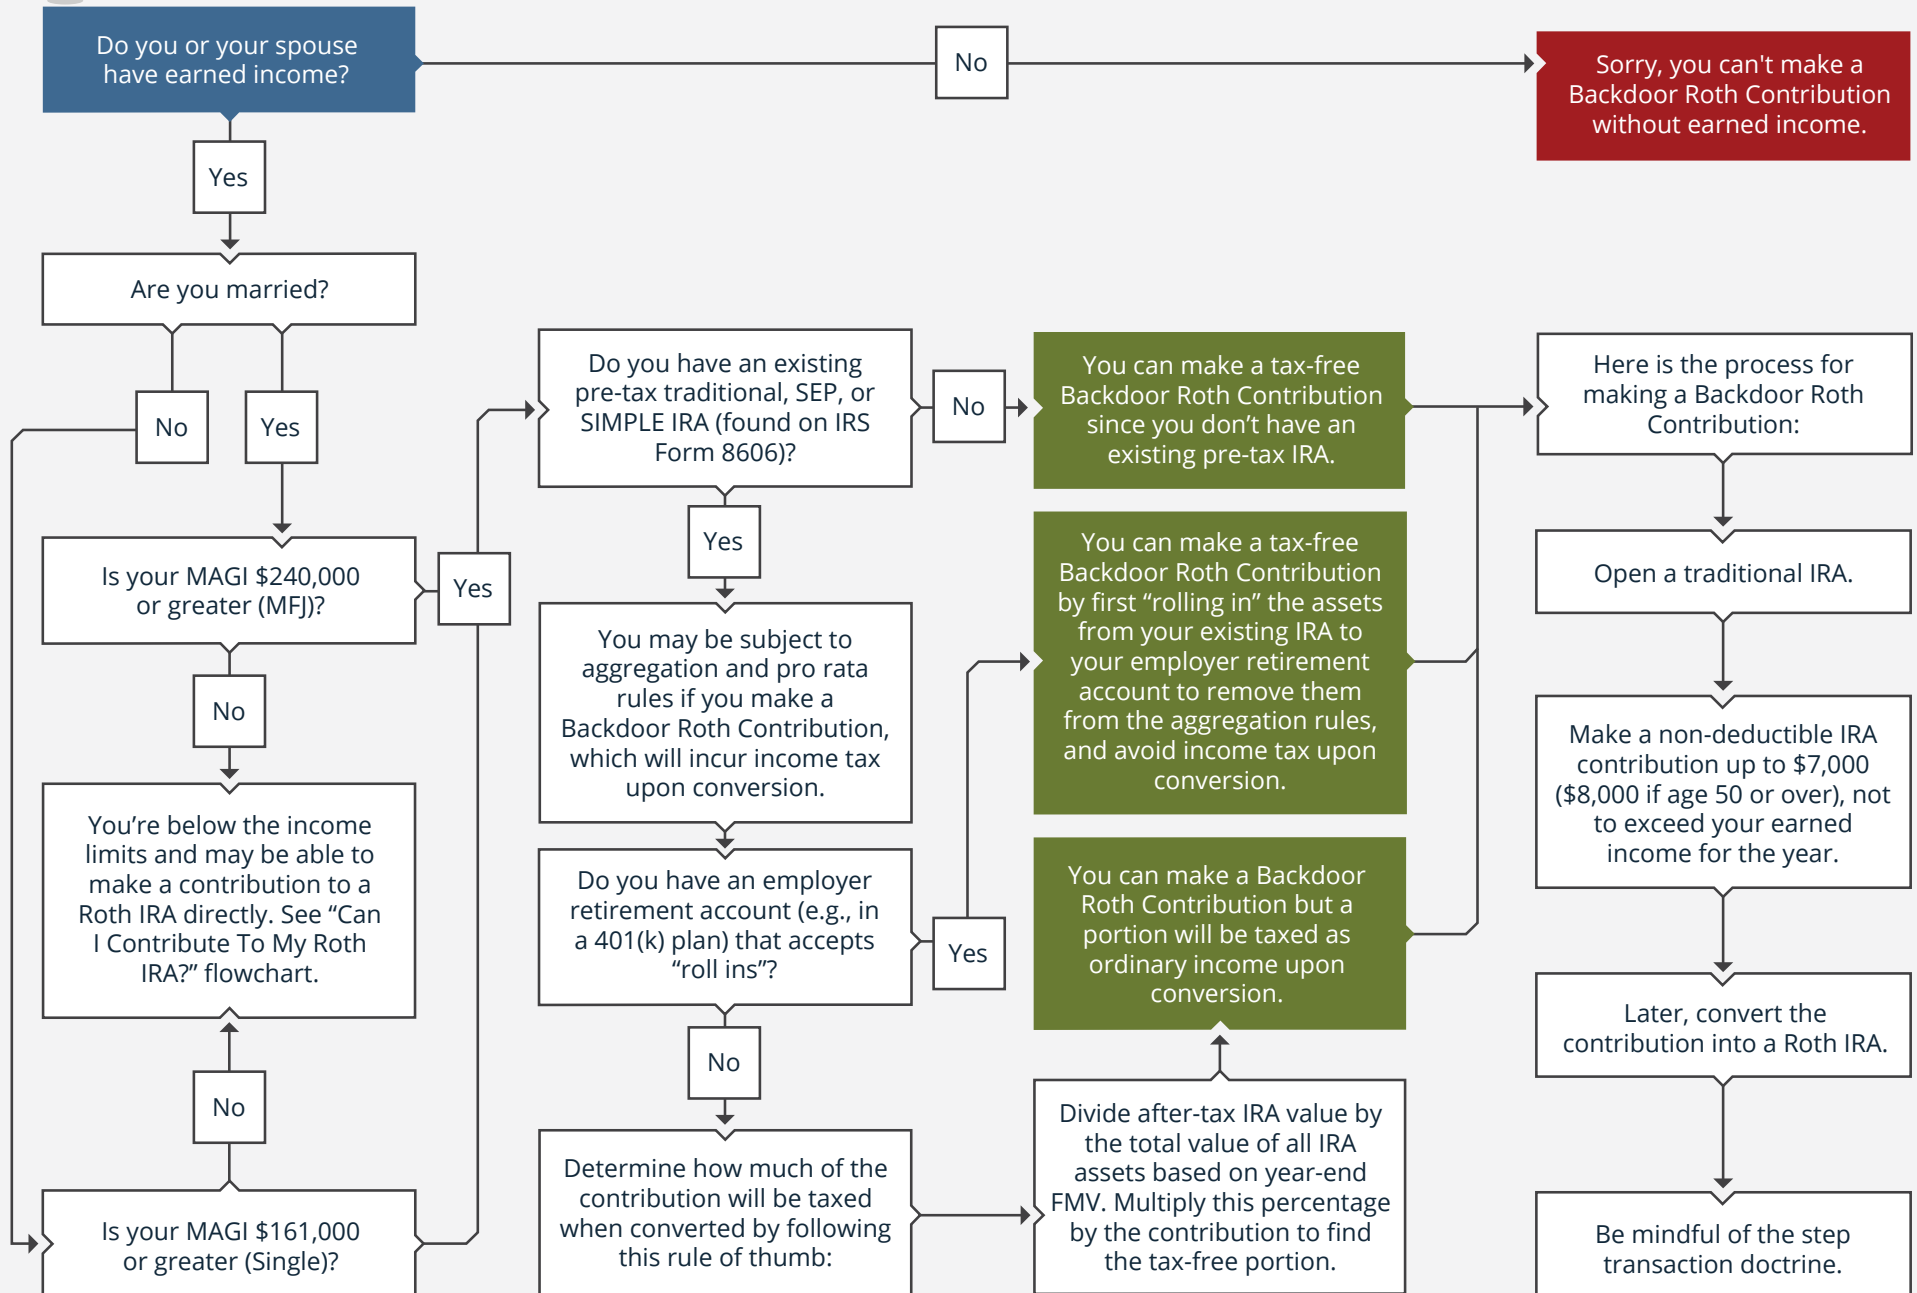 Do you or your spouse
have earned income?
No
Sorry, you can't make a
Backdoor Roth Contribution
without earned income.
Yes
Are you married?
No
Yes
Is your MAGI $240,000
or greater (MFJ)?
Yes
No
You're below the income
limits and may be able to
make a contribution to a
Roth IRA directly. See “Can
I Contribute To My Roth
IRA?” flowchart.
No
Is your MAGI $161,000
or greater (Single)?
Do you have an existing
pre-tax traditional, SEP, or
SIMPLE IRA (found on IRS
Form 8606)?
No
Yes
You may be subject to
aggregation and pro rata
rules if you make a
Backdoor Roth Contribution,
which will incur income tax
upon conversion.
Do you have an employer
retirement account (e.g., in
a 401(k) plan) that accepts
“roll ins”?
Yes
No
Determine how much of the
contribution will be taxed
when converted by following
this rule of thumb:
You can make a tax-free
Backdoor Roth Contribution
since you don’t have an
existing pre-tax IRA.
You can make a tax-free
Backdoor Roth Contribution
by first “rolling in” the assets
from your existing IRA to
your employer retirement
account to remove them
from the aggregation rules,
and avoid income tax upon
conversion.
You can make a Backdoor
Roth Contribution but a
portion will be taxed as
ordinary income upon
conversion.
Divide after-tax IRA value by
the total value of all IRA
assets based on year-end
FMV. Multiply this percentage
by the contribution to find
the tax-free portion.
Here is the process for
making a Backdoor Roth
Contribution:
Open a traditional IRA.
Make a non-deductible IRA
contribution up to $7,000
($8,000 if age 50 or over), not
to exceed your earned
income for the year.
Later, convert the
contribution into a Roth IRA.
Be mindful of the step
transaction doctrine.